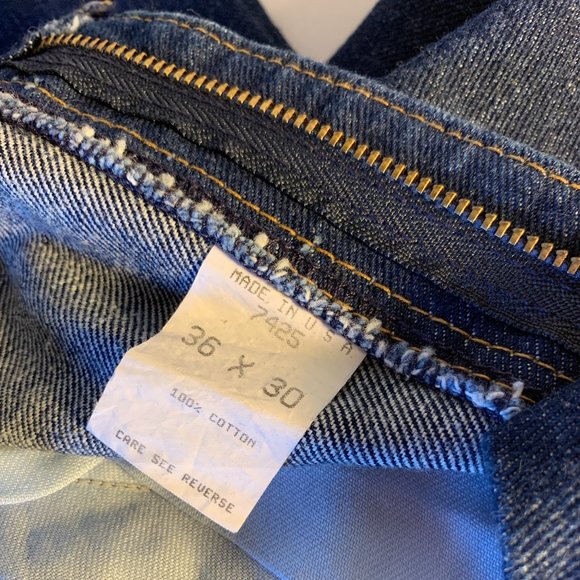 MADE IN U S A
7425
36 X 30
100% COTTON
CARE SEE REVERSE